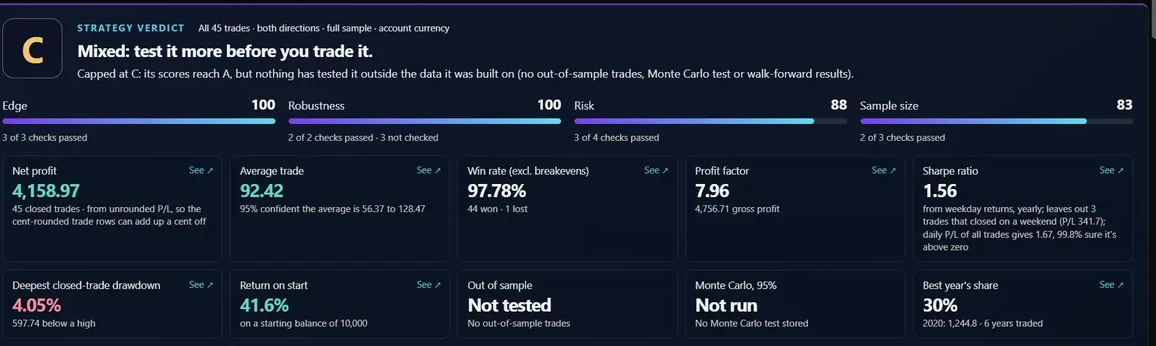 C
STRATEGY VERDICT All 45 trades · both directions · full sample · account currency
Mixed: test it more before you trade it.
Capped at C: its scores reach A, but nothing has tested it outside the data it was built on (no out-of-sample trades, Monte Carlo test or walk-forward results).
Edge 100
3 of 3 checks passed
Robustness 100
2 of 2 checks passed · 3 not checked
Risk 88
3 of 4 checks passed
Sample size 83
2 of 3 checks passed
Net profit See ↗
4,158.97
45 closed trades · from unrounded P/L, so the
cent-rounded trade rows can add up a cent off
Average trade See ↗
92.42
95% confident the average is 56.37 to 128.47
Win rate (excl. breakevens) See ↗
97.78%
44 won · 1 lost
Profit factor See ↗
7.96
4,756.71 gross profit
Sharpe ratio See ↗
1.56
from weekday returns, yearly; leaves out 3
trades that closed on a weekend (P/L 341.7);
daily P/L of all trades gives 1.67, 99.8% sure it's
above zero
Deepest closed-trade drawdown See ↗
4.05%
597.74 below a high
Return on start See ↗
41.6%
on a starting balance of 10,000
Out of sample
Not tested
No out-of-sample trades
Monte Carlo, 95%
Not run
No Monte Carlo test stored
Best year's share See ↗
30%
2020: 1,244.8 · 6 years traded